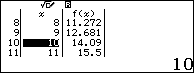 √ R
x f(x)
8 8 11.272
9 9 12.681
10 10 14.09
11 11 15.5
10